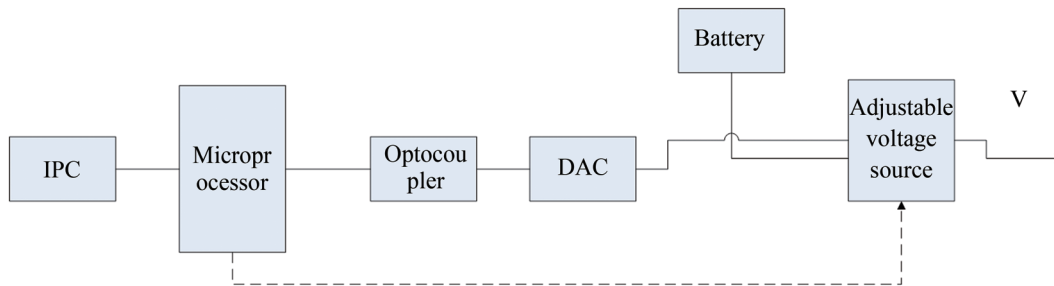 Battery
V
Adjustable
voltage
source
IPC
Micropr
ocessor
Optocou
pler
DAC